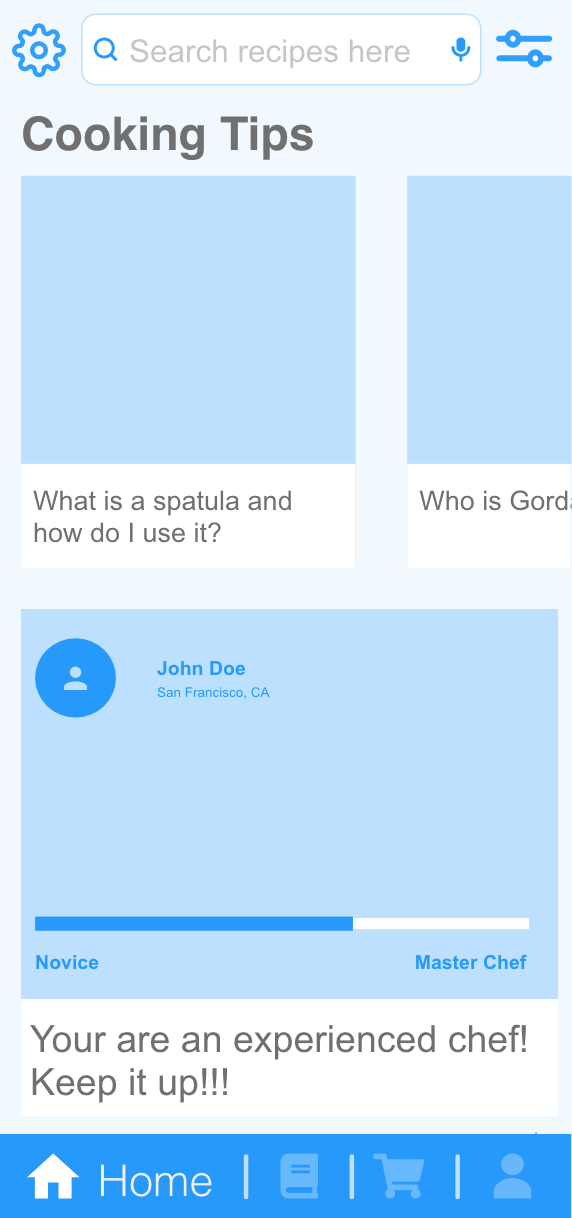 Search recipes here
Cooking Tips
What is a spatula and
how do I use it?
Who is Gord
John Doe
San Francisco, CA
Novice
Master Chef
Your are an experienced chef!
Keep it up!!!
Home